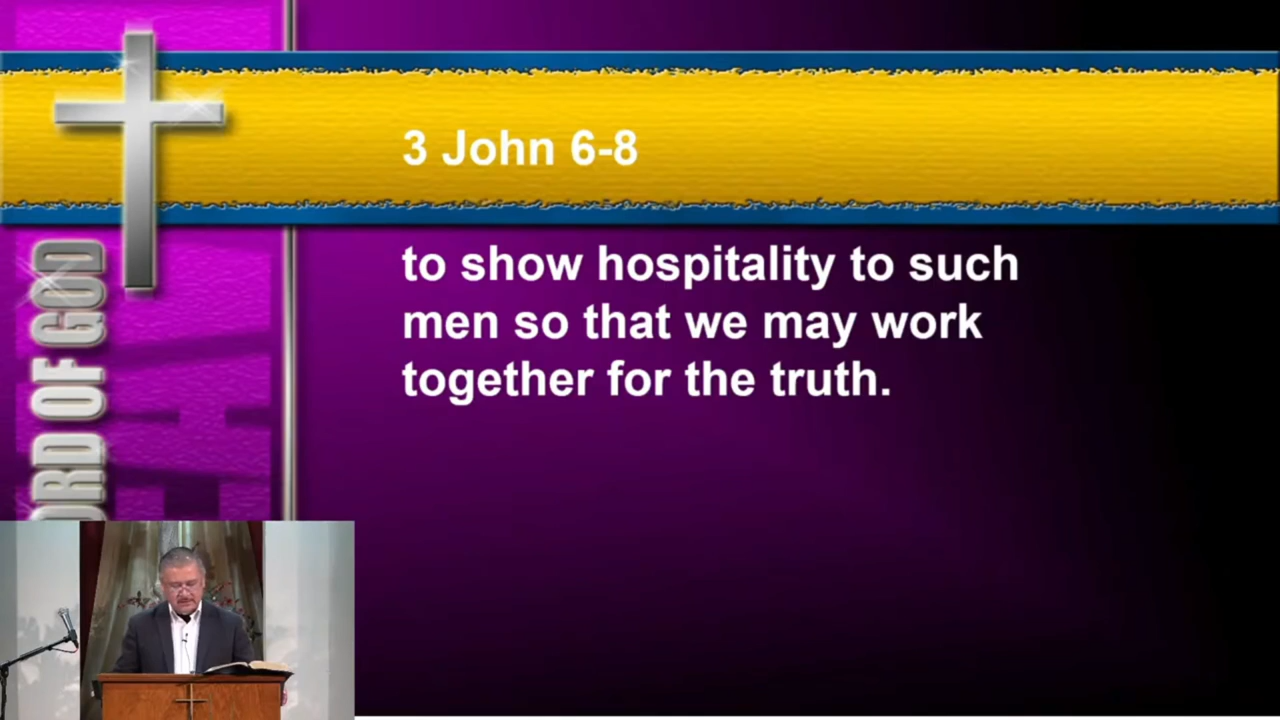 3 John 6-8
to show hospitality to such
men so that we may work
together for the truth.
ORD OF GOD